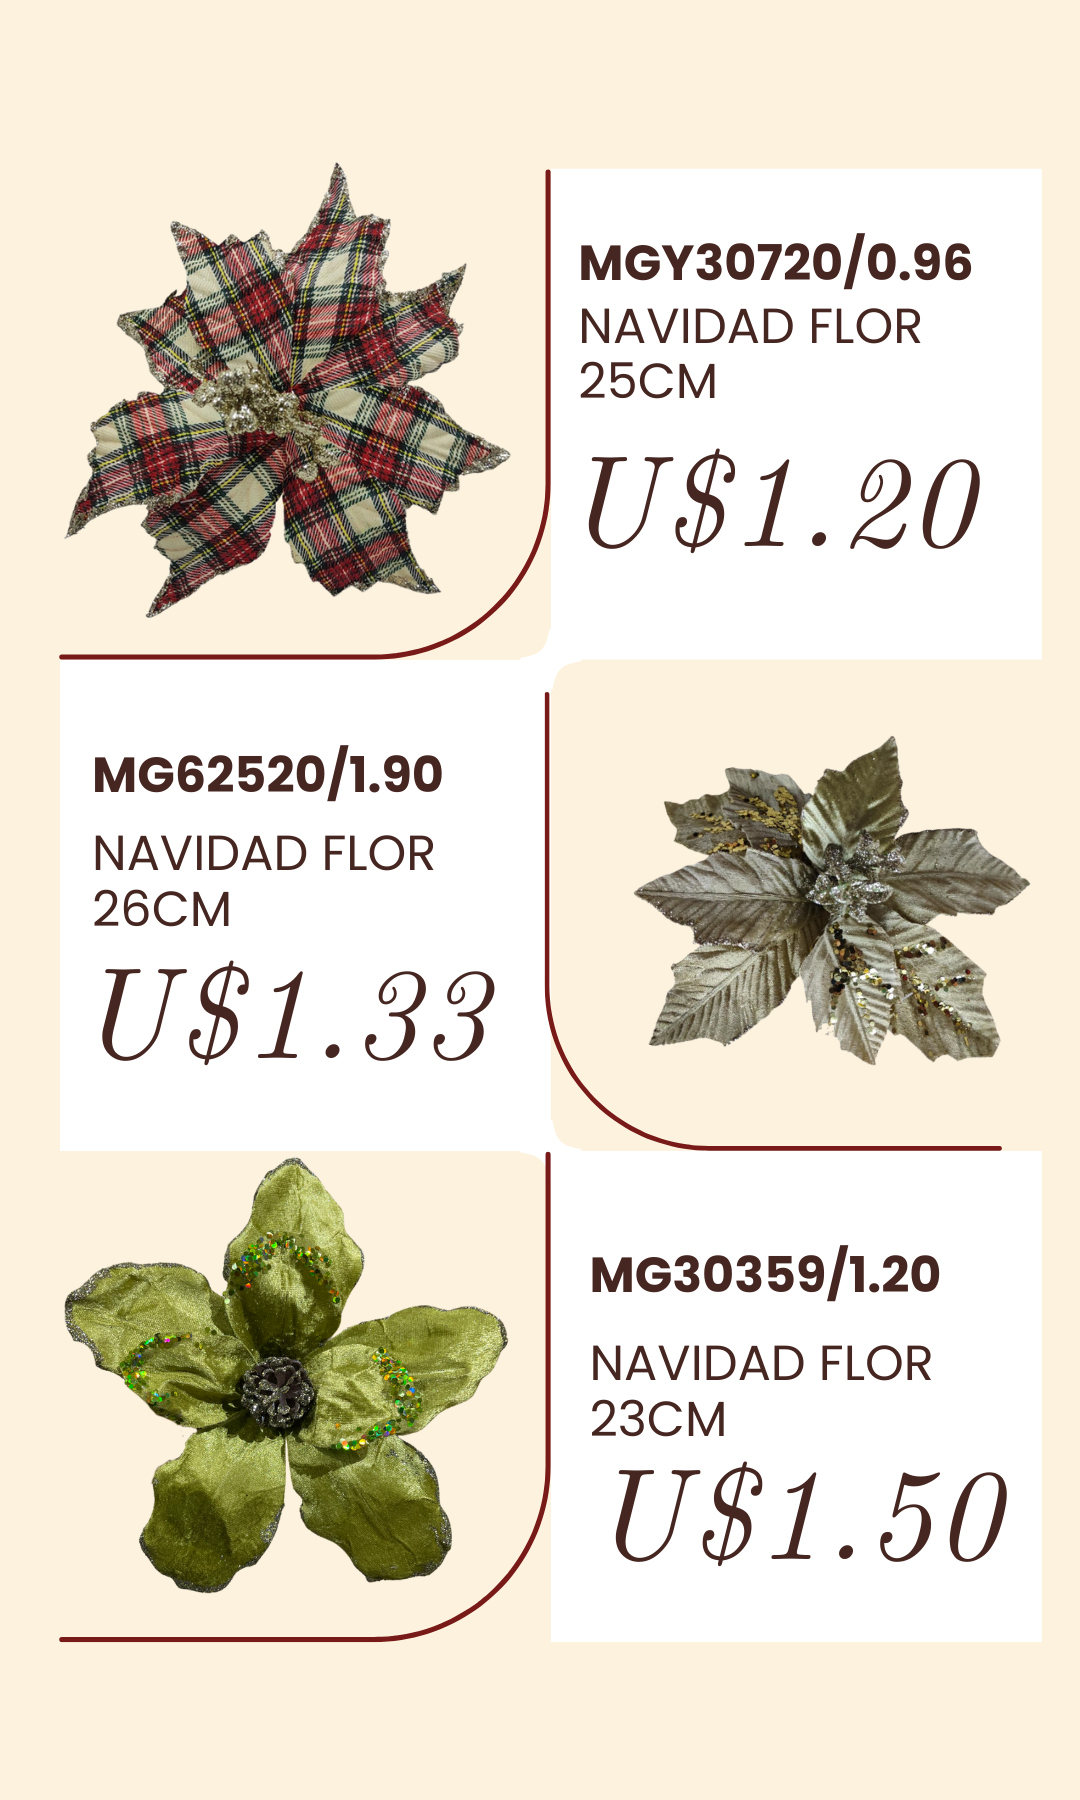 MGY30720/0.96
NAVIDAD FLOR
25CM
U$1.20
MG62520/1.90
NAVIDAD FLOR
26CM
U$1.33
MG30359/1.20
NAVIDAD FLOR
23CM
U$1.50